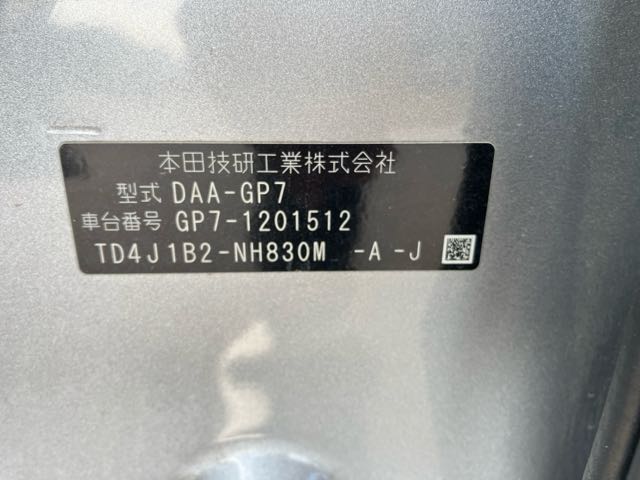 本田技研工業株式会社
型式 DAA-GP7
車台番号 GP7-1201512
TD4J1B2-NH830M -A -J